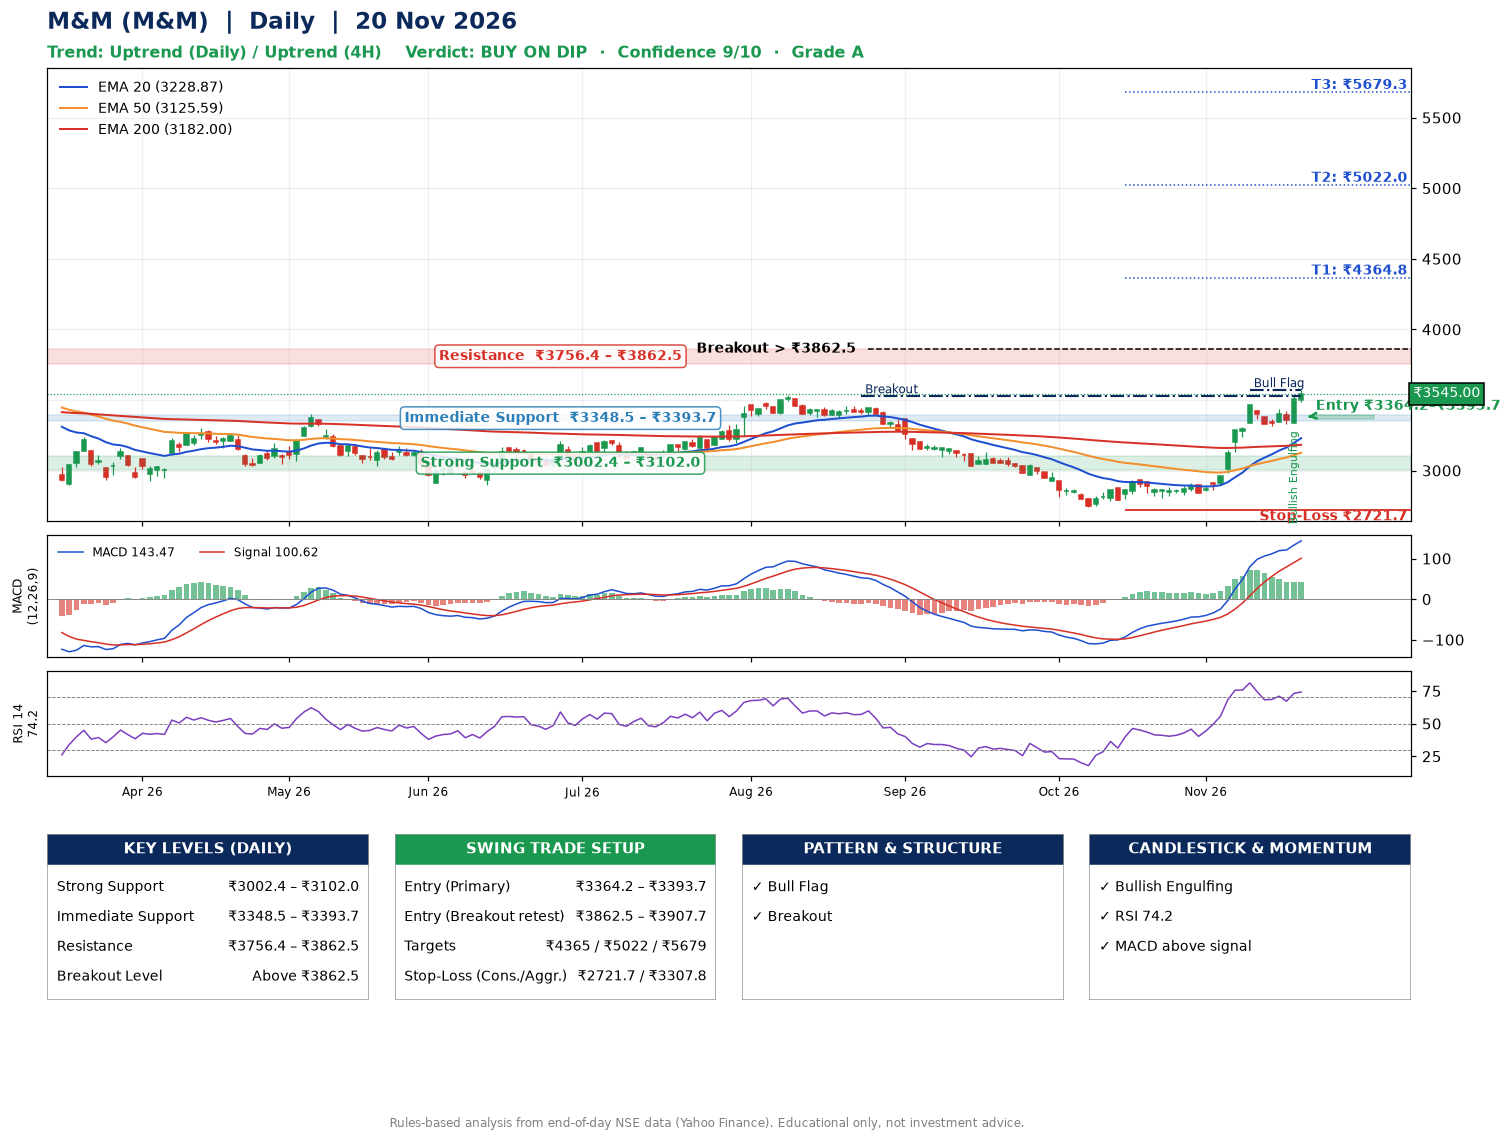 M&M (M&M)  |  Daily  |  20 Nov 2026
Trend: Uptrend (Daily) / Uptrend (4H)    Verdict: BUY ON DIP  ·  Confidence 9/10  ·  Grade A
EMA 20 (3228.87)
EMA 50 (3125.59)
EMA 200 (3182.00)
T3: ₹5679.3
T2: ₹5022.0
T1: ₹4364.8
5500
5000
4500
4000
3000
Resistance  ₹3756.4 – ₹3862.5
Breakout > ₹3862.5
Breakout
Bull Flag
₹3545.00
Immediate Support  ₹3348.5 – ₹3393.7
Entry ₹3364.2 – ₹3393.7
Strong Support  ₹3002.4 – ₹3102.0
Bullish Engulfing
Stop-Loss ₹2721.7
MACD 143.47
Signal 100.62
MACD
(12,26,9)
100
0
−100
RSI 14
74.2
75
50
25
Apr 26
May 26
Jun 26
Jul 26
Aug 26
Sep 26
Oct 26
Nov 26
KEY LEVELS (DAILY)
Strong Support ₹3002.4 – ₹3102.0
Immediate Support ₹3348.5 – ₹3393.7
Resistance ₹3756.4 – ₹3862.5
Breakout Level Above ₹3862.5
SWING TRADE SETUP
Entry (Primary) ₹3364.2 – ₹3393.7
Entry (Breakout retest) ₹3862.5 – ₹3907.7
Targets ₹4365 / ₹5022 / ₹5679
Stop-Loss (Cons./Aggr.) ₹2721.7 / ₹3307.8
PATTERN & STRUCTURE
✓ Bull Flag
✓ Breakout
CANDLESTICK & MOMENTUM
✓ Bullish Engulfing
✓ RSI 74.2
✓ MACD above signal
Rules-based analysis from end-of-day NSE data (Yahoo Finance). Educational only, not investment advice.